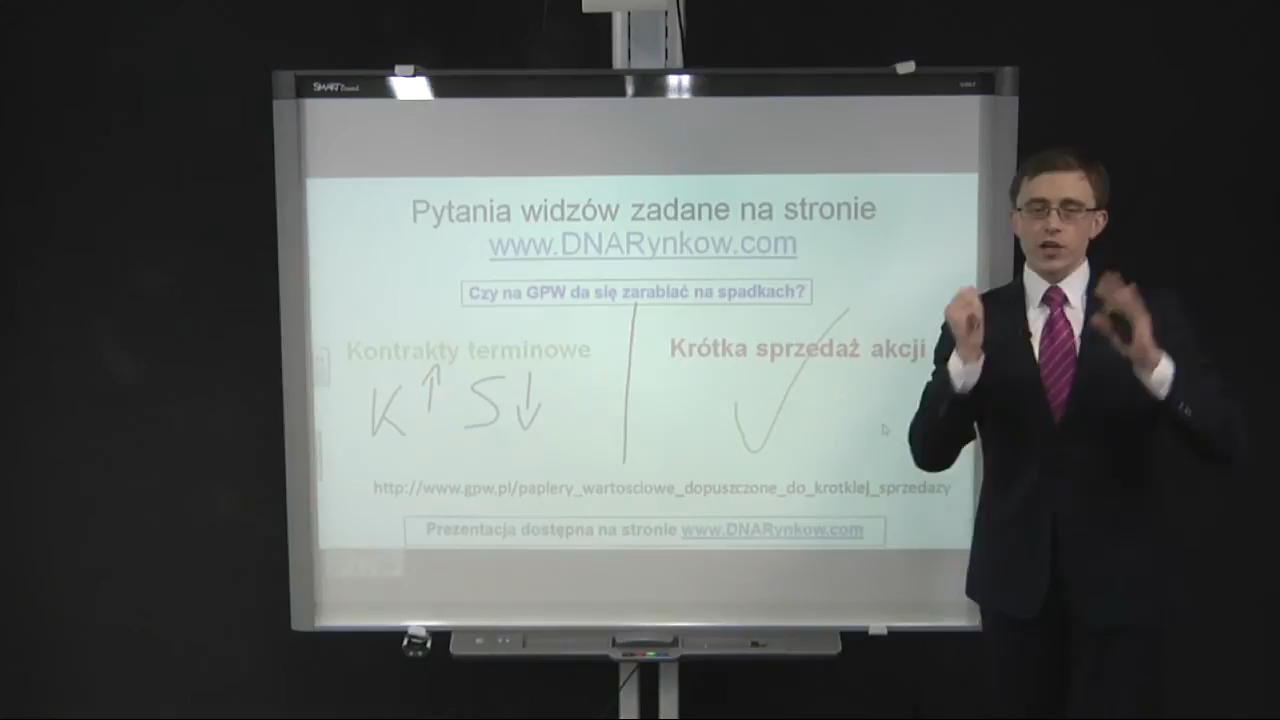 SMART Board
Pytania widzów zadane na stronie
www.DNARynkow.com
Czy na GPW da się zarabiać na spadkach?
Kontrakty terminowe
Krótka sprzedaż akcji
K↑ S↓
✓
http://www.gpw.pl/papiery_wartosciowe_dopuszczone_do_krotkiej_sprzedazy
Prezentacja dostępna na stronie www.DNARynkow.com